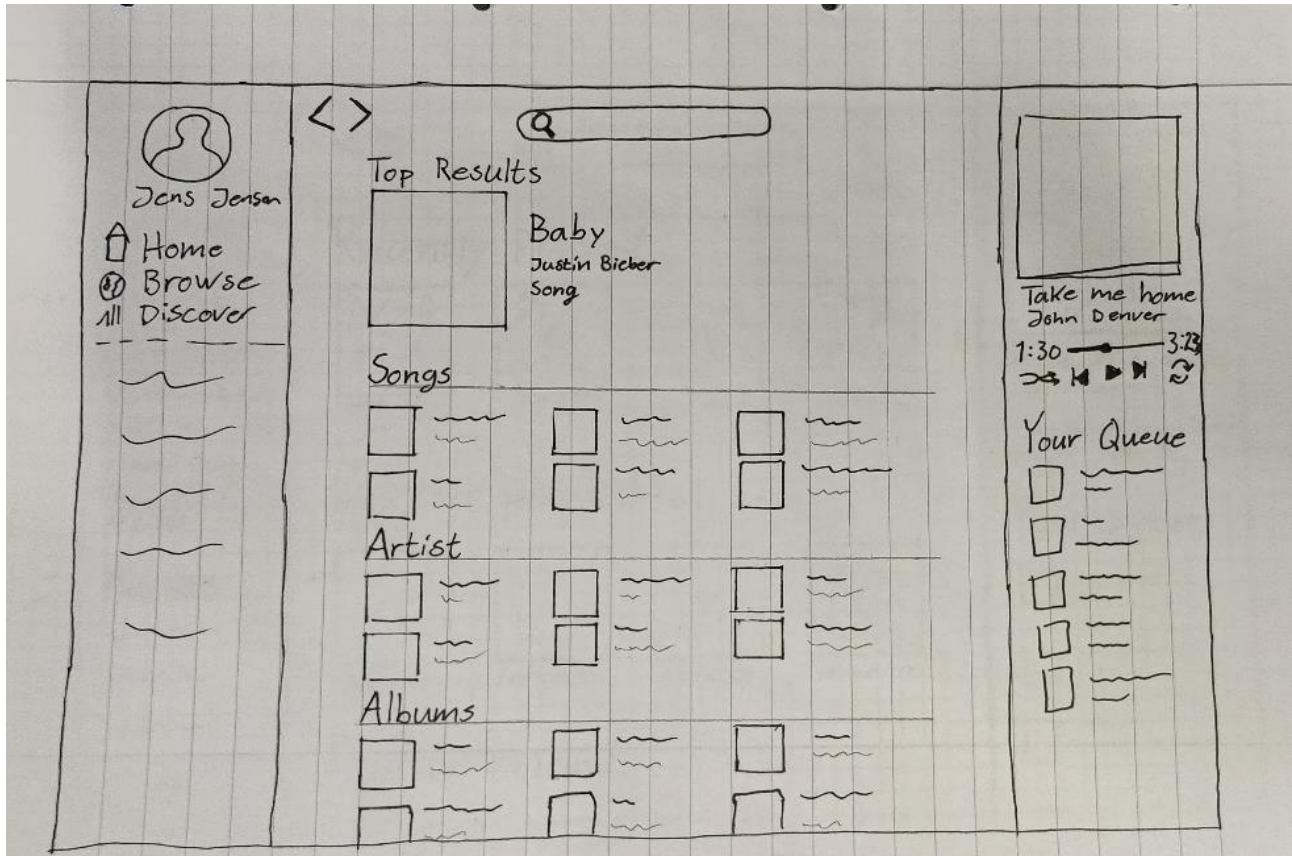 Jens Jensen
Home
Browse
Discover
Top Results
Baby
Justin Bieber
Song
Songs
Artist
Albums
Take me home
John Denver
1:30 3:23
Your Queue